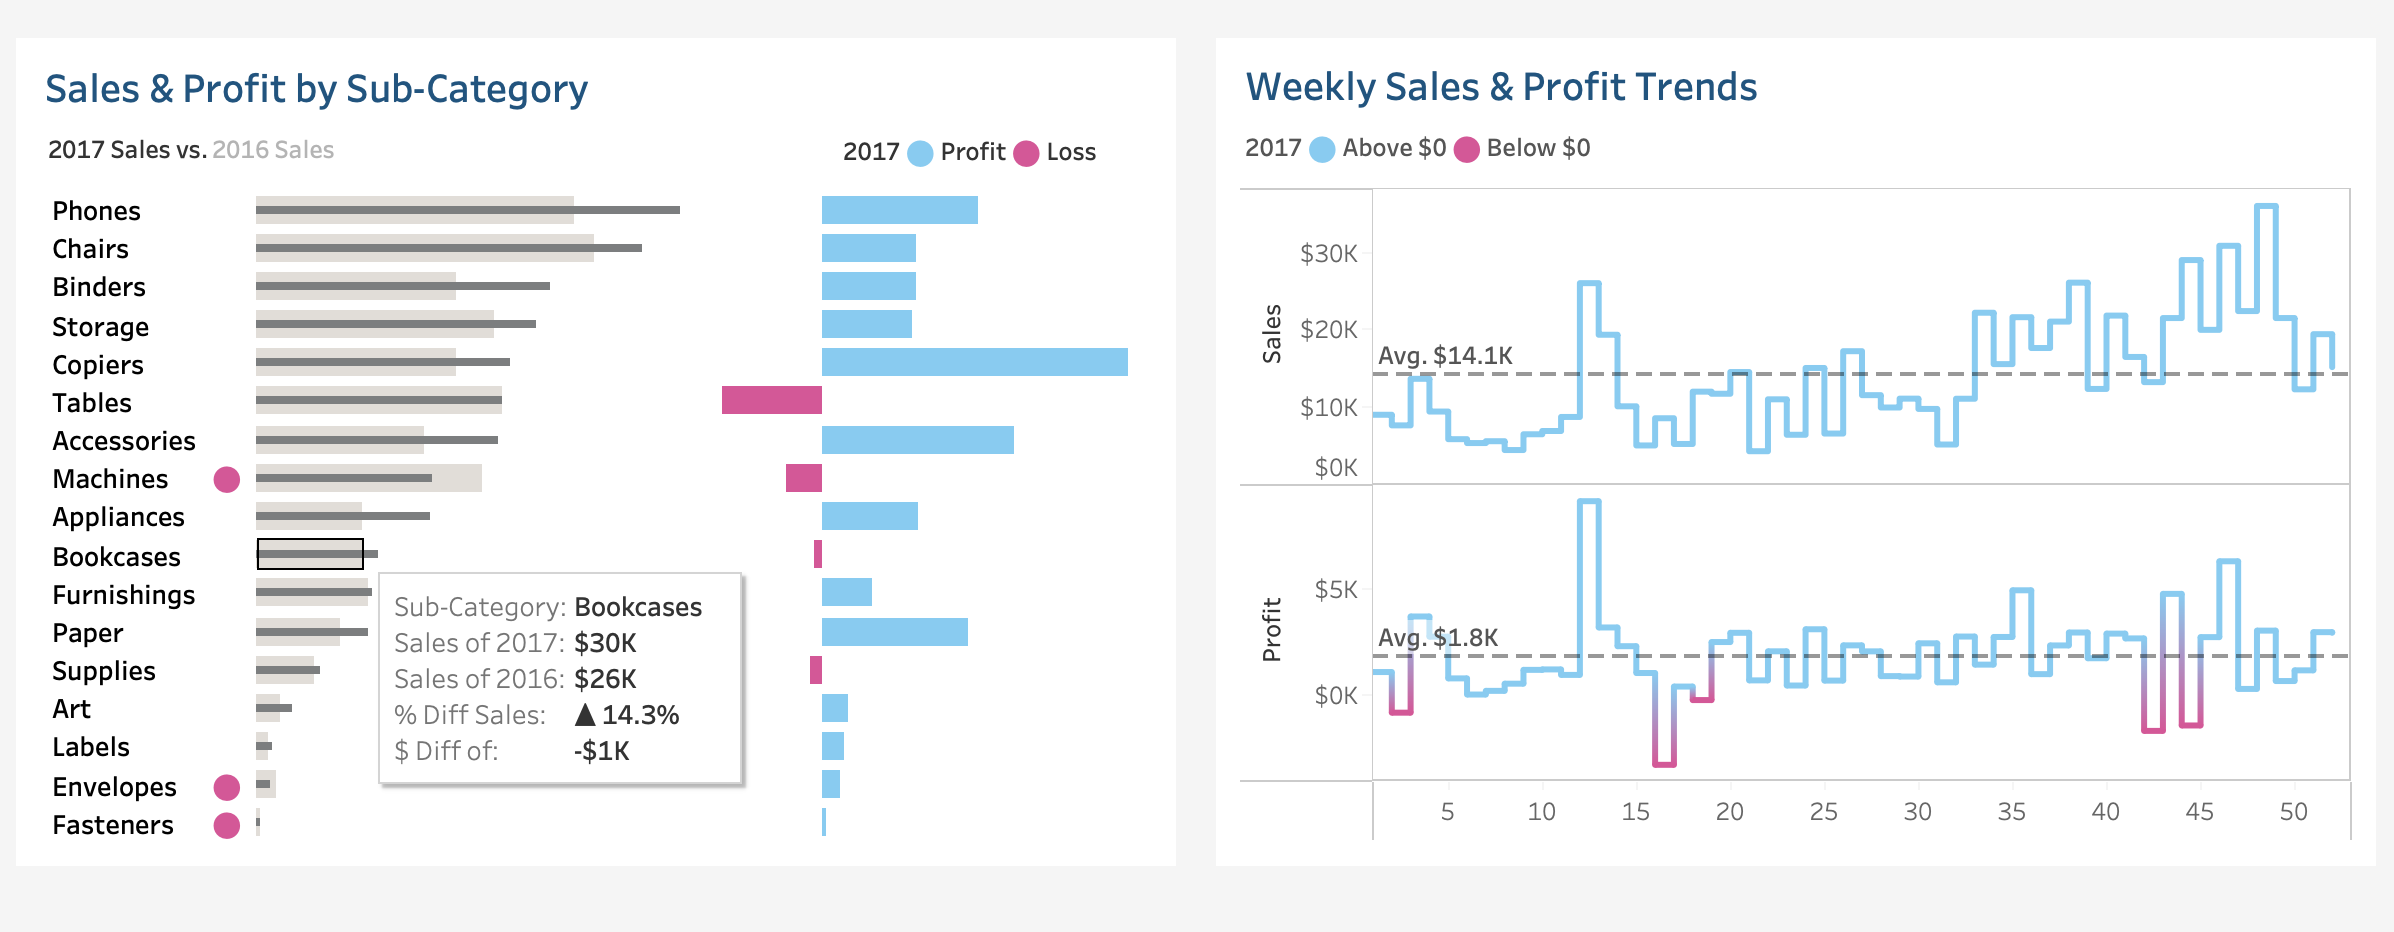 Sales & Profit by Sub-Category
2017 Sales vs. 2016 Sales
2017 Profit Loss
Phones
Chairs
Binders
Storage
Copiers
Tables
Accessories
Machines
Appliances
Bookcases
Furnishings
Paper
Supplies
Art
Labels
Envelopes
Fasteners
Sub-Category: Bookcases
Sales of 2017: $30K
Sales of 2016: $26K
% Diff Sales: ▲ 14.3%
$ Diff of: -$1K
Weekly Sales & Profit Trends
2017 Above $0 Below $0
Sales
$30K
$20K
Avg. $14.1K
$10K
$0K
Profit
$5K
Avg. $1.8K
$0K
5 10 15 20 25 30 35 40 45 50